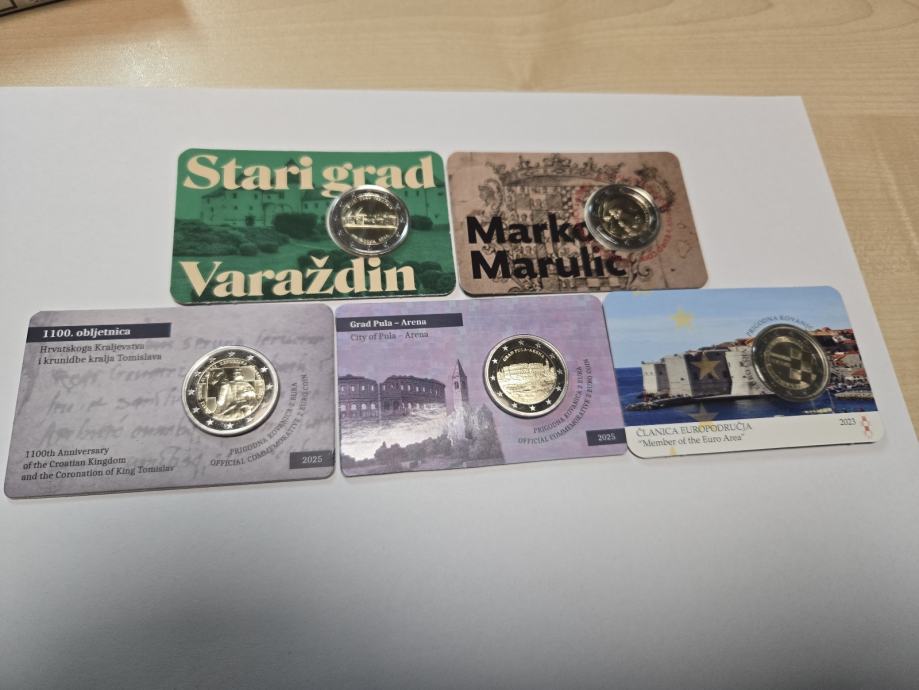 Stari grad
Varaždin
Marko
Marulić
1100. obljetnica
Hrvatskoga Kraljevstva
i krunidbe kralja Tomislava
1100th Anniversary
of the Croatian Kingdom
and the Coronation of King Tomislav
PRIGODNA KOVANICA 2 EURA
OFFICIAL COMMEMORATIVE 2 EURO COIN
2025
Grad Pula – Arena
City of Pula – Arena
GRAD PULA-ARENA
PRIGODNA KOVANICA 2 EURA
OFFICIAL COMMEMORATIVE 2 EURO COIN
2025
PRIGODNA KOVANICA
ČLANICA EUROPODRUČJA
"Member of the Euro Area"
2023